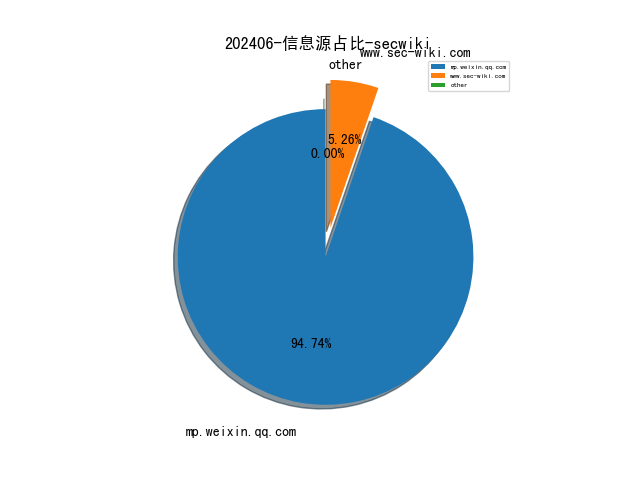 202406-信息源占比-secwiki
www.sec-wiki.com
other
mp.weixin.qq.com
www.sec-wiki.com
other
5.26%
0.00%
94.74%
mp.weixin.qq.com